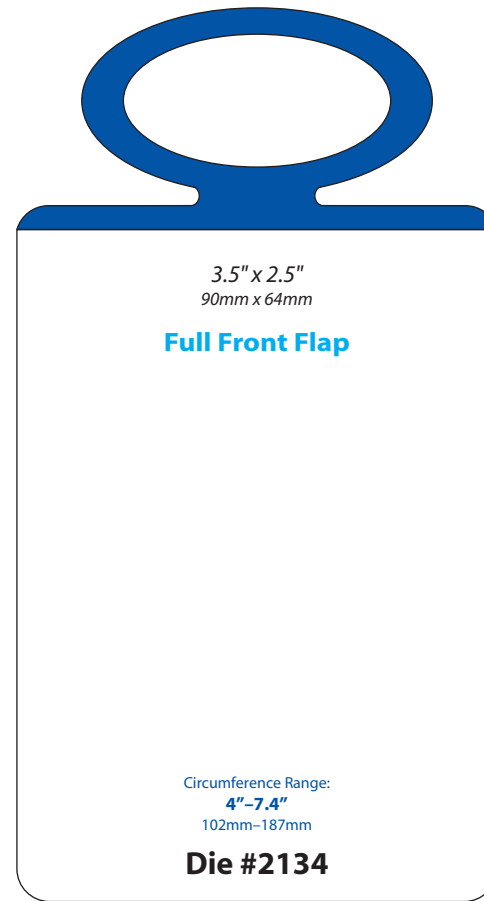 3.5" x 2.5"
90mm x 64mm
Full Front Flap
Circumference Range:
4”–7.4”
102mm–187mm
Die #2134